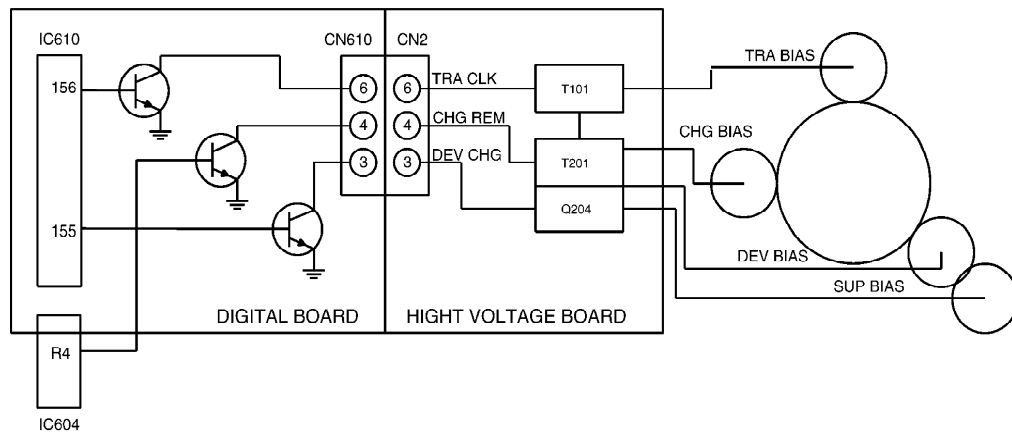 IC610
CN610
CN2
TRA BIAS
156
6
6
TRA CLK
T101
4
4
CHG REM
CHG BIAS
3
3
DEV CHG
T201
Q204
155
DEV BIAS
SUP BIAS
DIGITAL BOARD
HIGHT VOLTAGE BOARD
R4
IC604